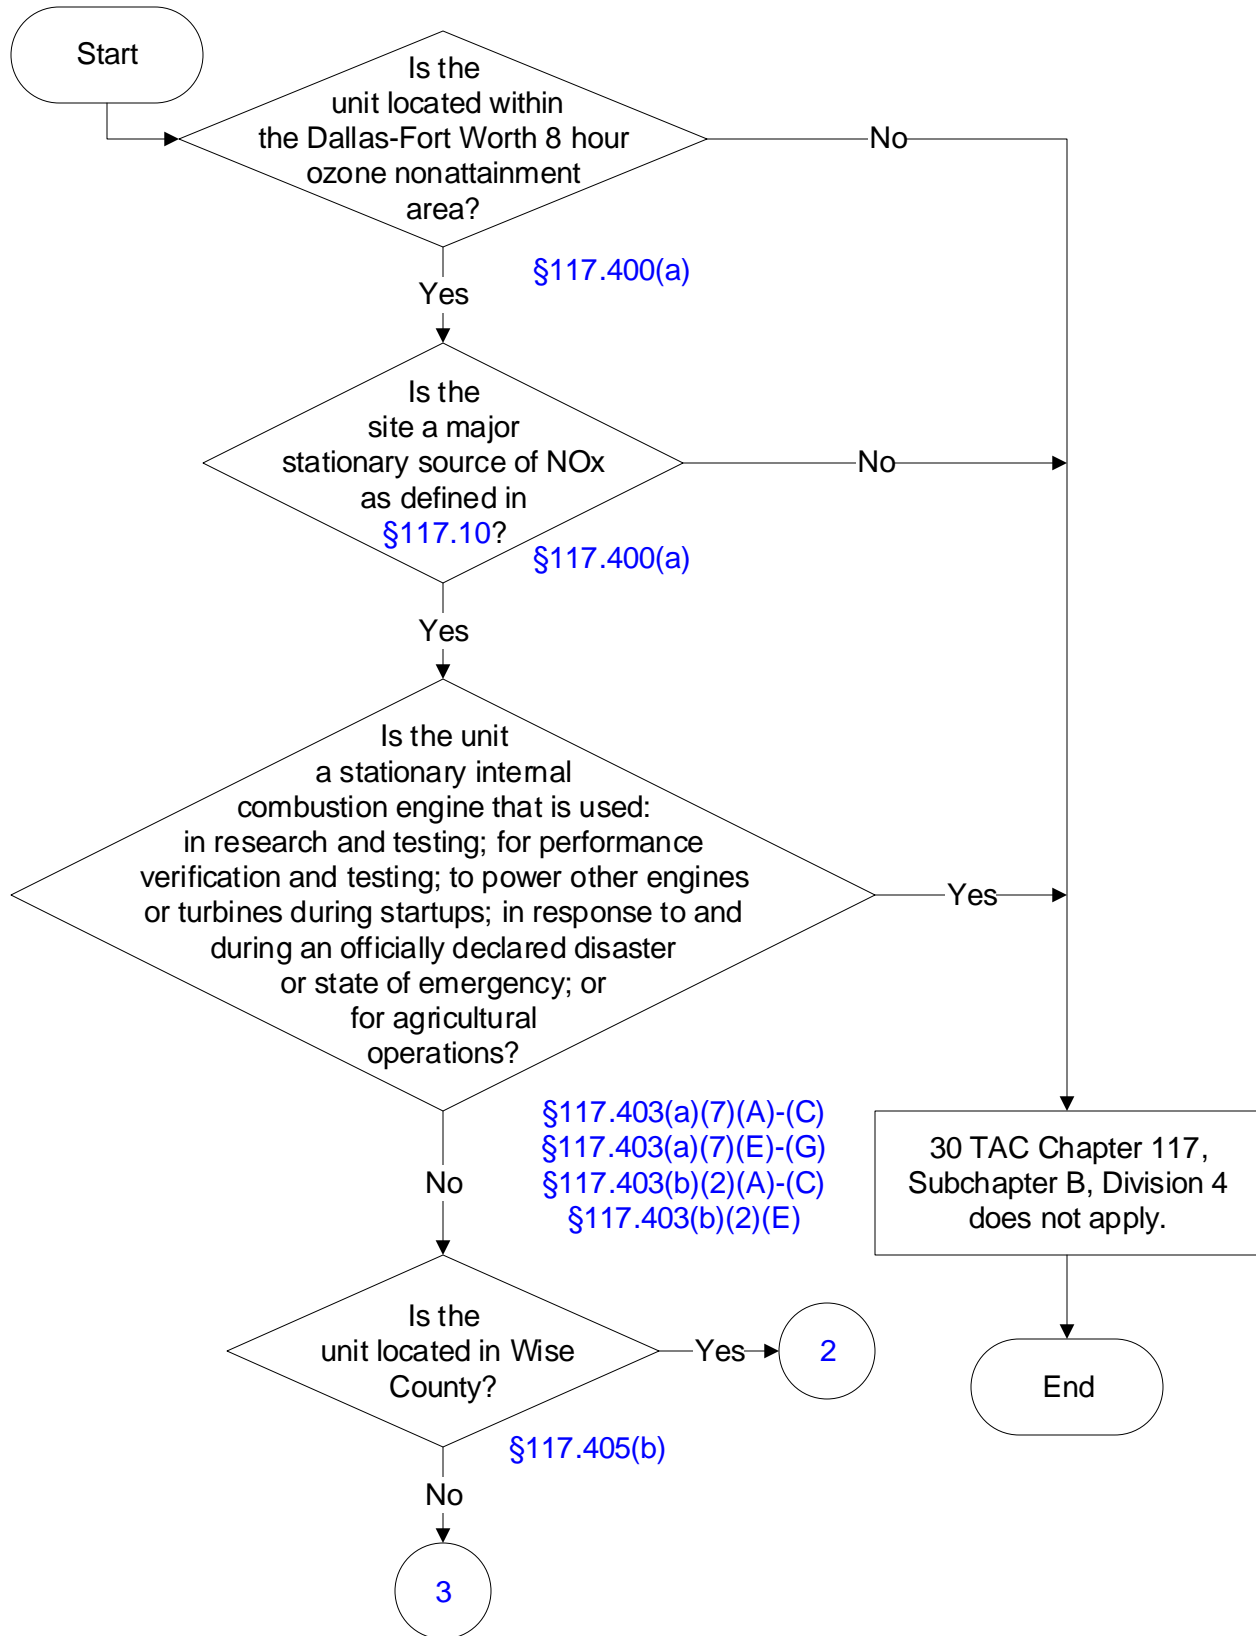 Start
Is the
unit located within
the Dallas-Fort Worth 8 hour
ozone nonattainment
area?
No
§117.400(a)
Yes
Is the
site a major
stationary source of NOx
as defined in
§117.10?
No
§117.400(a)
Yes
Is the unit
a stationary internal
combustion engine that is used:
in research and testing; for performance
verification and testing; to power other engines
or turbines during startups; in response to and
during an officially declared disaster
or state of emergency; or
for agricultural
operations?
Yes
§117.403(a)(7)(A)-(C)
§117.403(a)(7)(E)-(G)
§117.403(b)(2)(A)-(C)
§117.403(b)(2)(E)
No
30 TAC Chapter 117,
Subchapter B, Division 4
does not apply.
Is the
unit located in Wise
County?
Yes
2
End
§117.405(b)
No
3